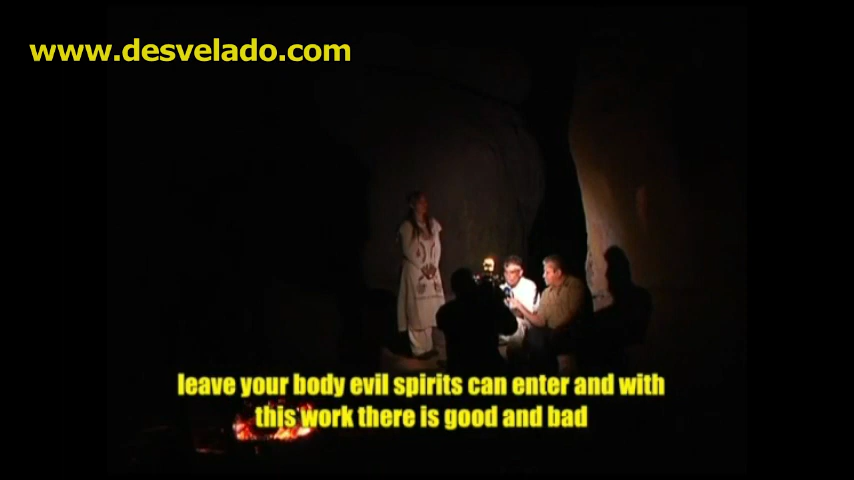 www.desvelado.com
leave your body evil spirits can enter and with
this work there is good and bad